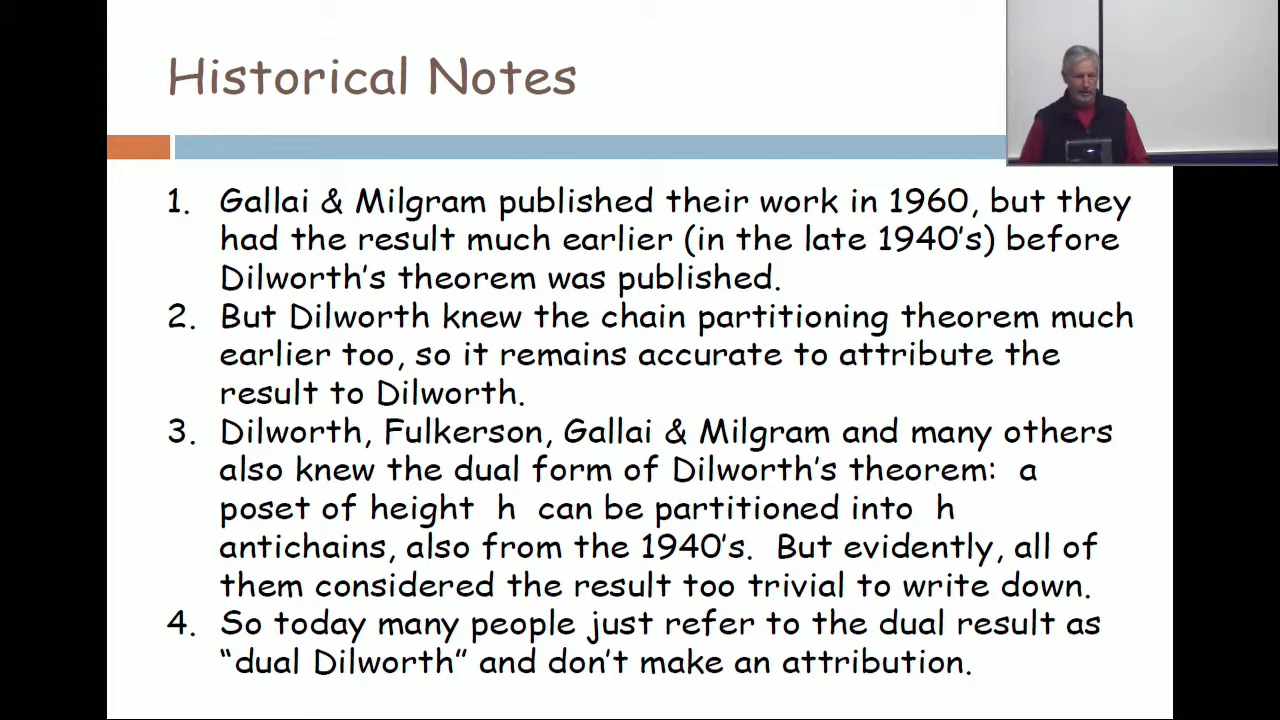 Historical Notes
1. Gallai & Milgram published their work in 1960, but they
had the result much earlier (in the late 1940's) before
Dilworth's theorem was published.
2. But Dilworth knew the chain partitioning theorem much
earlier too, so it remains accurate to attribute the
result to Dilworth.
3. Dilworth, Fulkerson, Gallai & Milgram and many others
also knew the dual form of Dilworth's theorem: a
poset of height h can be partitioned into h
antichains, also from the 1940's. But evidently, all of
them considered the result too trivial to write down.
4. So today many people just refer to the dual result as
“dual Dilworth” and don't make an attribution.